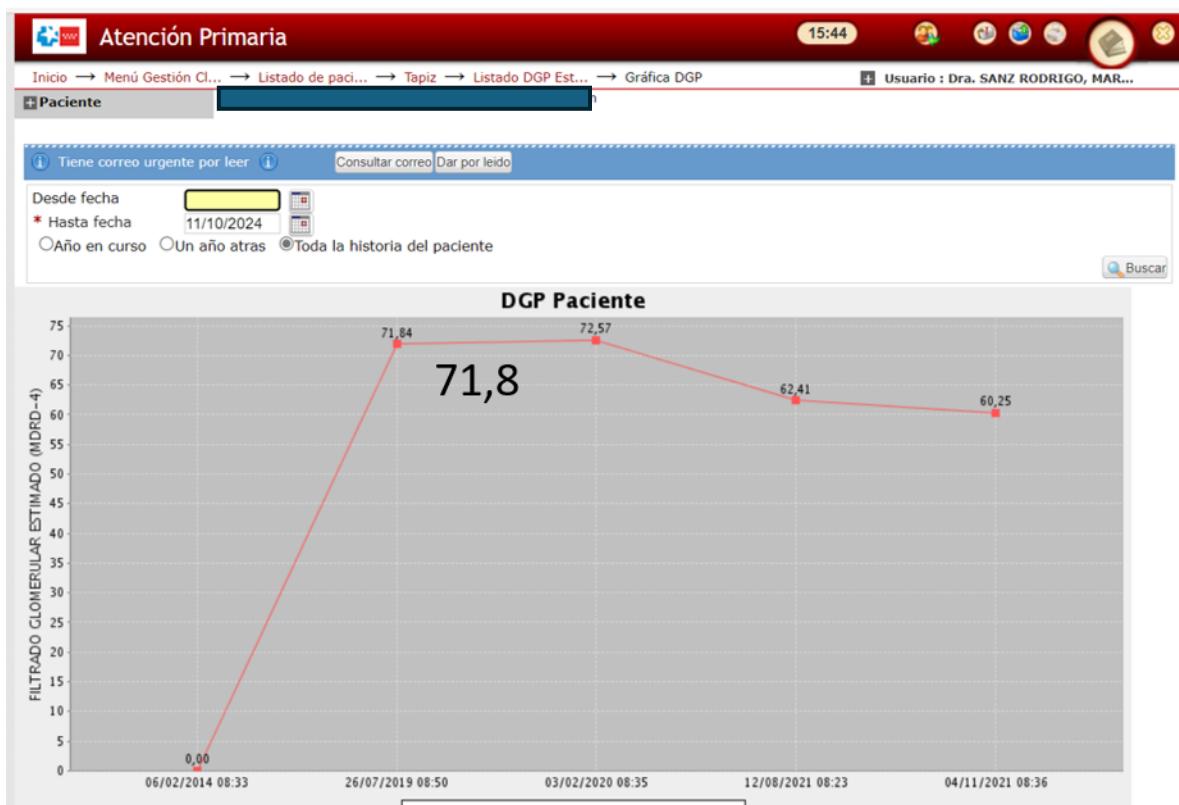 Atención Primaria
15:44
Inicio → Menú Gestión Cl... → Listado de paci... → Tapiz → Listado DGP Est... → Gráfica DGP
Usuario : Dra. SANZ RODRIGO, MAR...
Paciente
Tiene correo urgente por leer
Consultar correo
Dar por leido
Desde fecha
* Hasta fecha 11/10/2024
Año en curso Un año atras Toda la historia del paciente
Buscar
DGP Paciente
FILTRADO GLOMERULAR ESTIMADO (MDRD-4)
75
70
65
60
55
50
45
40
35
30
25
20
15
10
5
0
0,00
71,84
71,8
72,57
62,41
60,25
06/02/2014 08:33
26/07/2019 08:50
03/02/2020 08:35
12/08/2021 08:23
04/11/2021 08:36